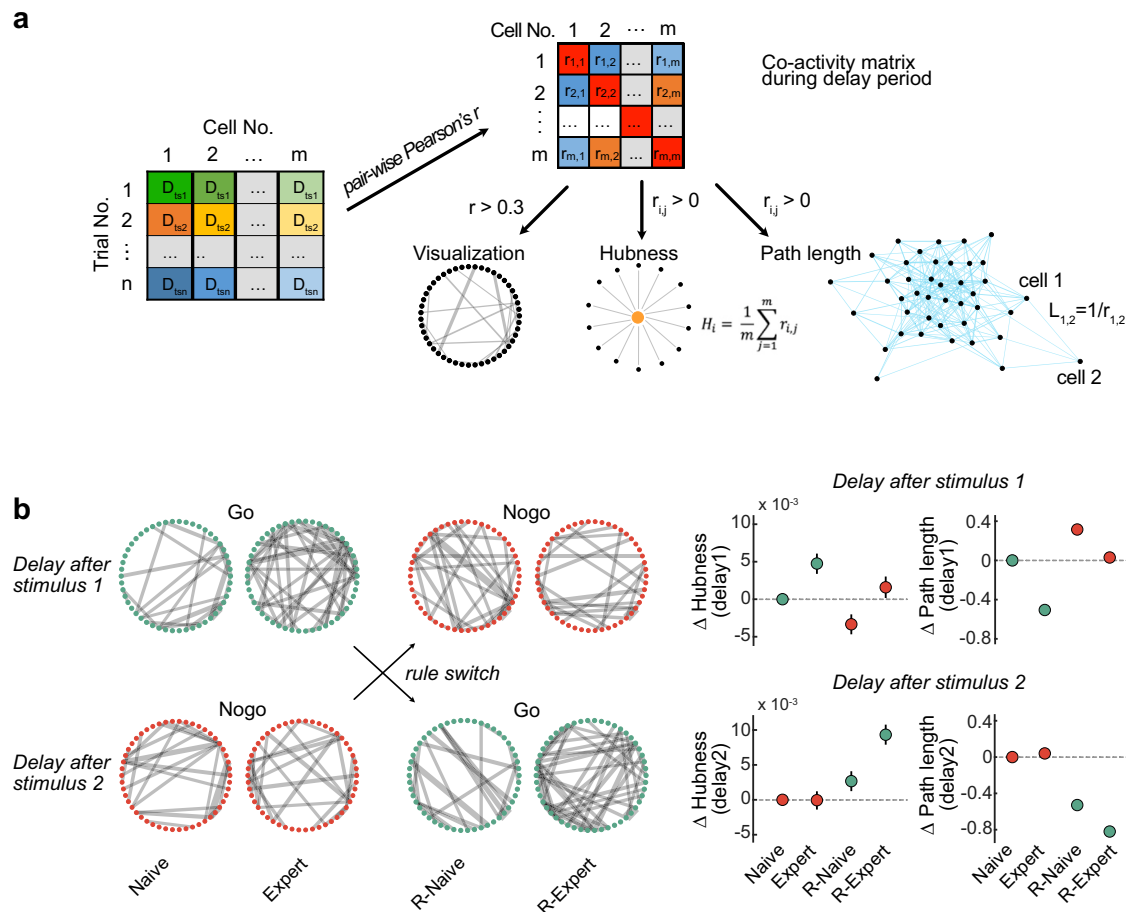 a
Cell No. 1 2 ... m
1 r1,1 r1,2 ... r1,m
2 r2,1 r2,2 ... r2,m
⋮ ... ... ... ...
m rm,1 rm,2 ... rm,m
Co-activity matrix
during delay period
pair-wise Pearson's r
Cell No.
1 2 ... m
Trial No.
1 Dts1 Dts1 ... Dts1
2 Dts2 Dts2 ... Dts2
⋮ ... .. ... ...
n Dtsn Dtsn ... Dtsn
r > 0.3
ri,j > 0
ri,j > 0
Visualization
Hubness
Path length
Hi = 1/m ∑ j=1 m ri,j
cell 1
L1,2=1/r1,2
cell 2
b
Go
Nogo
Delay after
stimulus 1
rule switch
Nogo
Go
Delay after
stimulus 2
Naive
Expert
R-Naive
R-Expert
Delay after stimulus 1
x 10-3
Δ Hubness
(delay1)
10
5
0
-5
Δ Path length
(delay1)
0.4
0
-0.4
-0.8
Delay after stimulus 2
x 10-3
Δ Hubness
(delay2)
10
5
0
-5
Naive
Expert
R-Naive
R-Expert
Δ Path length
(delay2)
0.4
0
-0.4
-0.8
Naive
Expert
R-Naive
R-Expert